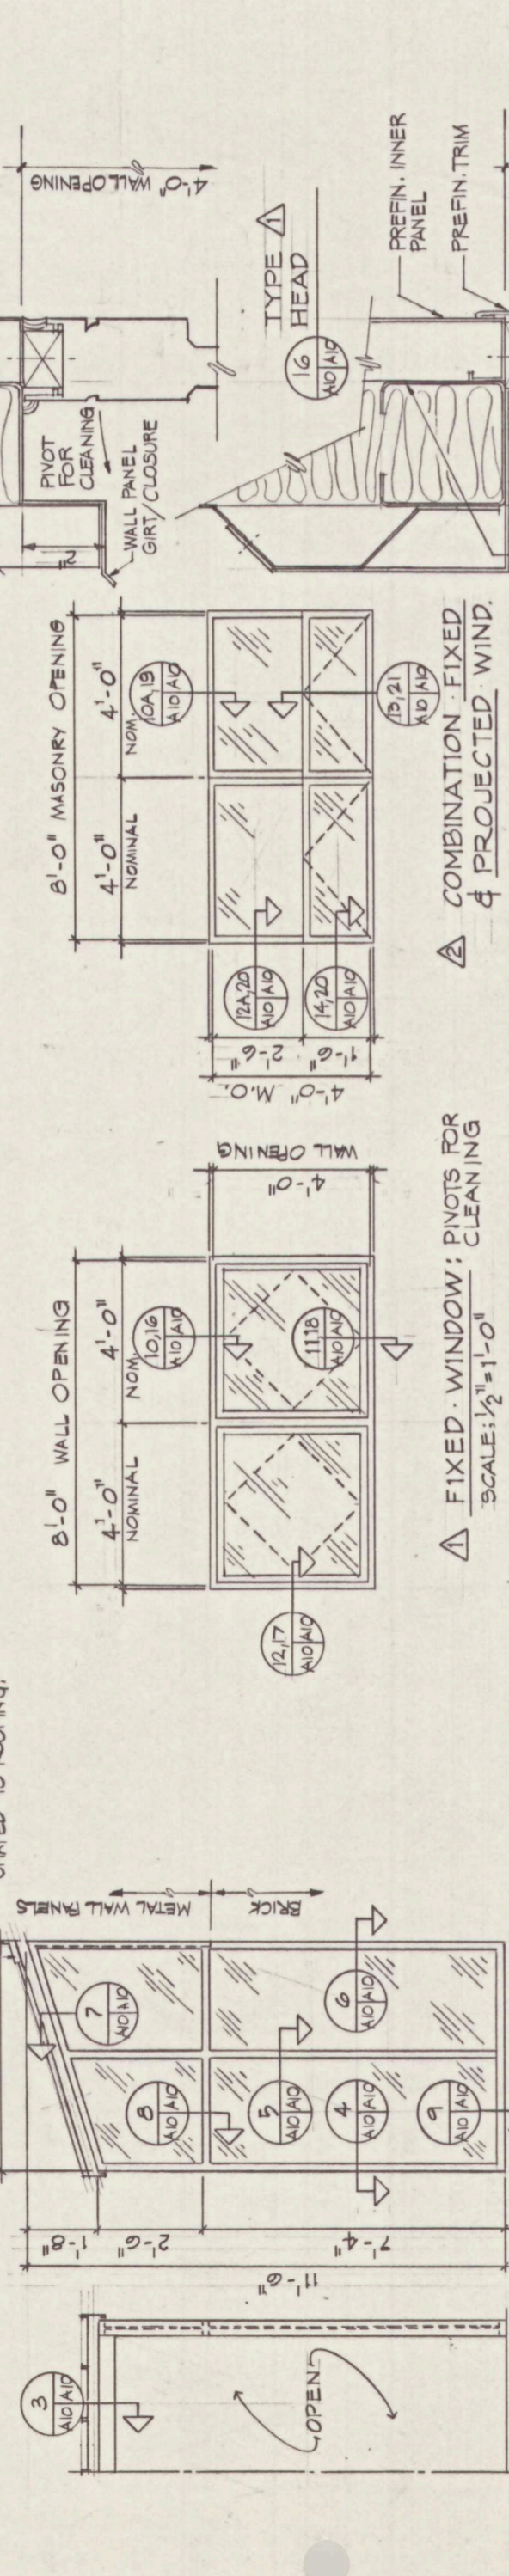 4'-0" WALL OPENING
PIVOT
FOR
CLEANING
2"
WALL PANEL
GIRT/CLOSURE
TYPE 1
HEAD
16
A10 A10
PREFIN. INNER
PANEL
PREFIN. TRIM
8'-0" MASONRY OPENING
4'-0"
NOMINAL
4'-0"
NOM.
10A,19
A10 A10
13,21
A10 A10
12A,20
A10 A10
14,20
A10 A10
2'-6"
1'-6"
4'-0" M.O.
2 COMBINATION · FIXED
& PROJECTED · WIND.
8'-0" WALL OPENING
4'-0"
NOMINAL
4'-0"
NOM.
10,16
A10 A10
11,18
A10 A10
12,17
A10 A10
4'-0"
WALL OPENING
1 FIXED · WINDOW; PIVOTS FOR
CLEANING
SCALE: 1/2"=1'-0"
METAL WALL PANELS
BRICK
7
A10 A10
8
A10 A10
5
A10 A10
6
A10 A10
4
A10 A10
9
A10 A10
1'-8"
2'-6"
7'-4"
11'-6"
3
A10 A10
OPEN